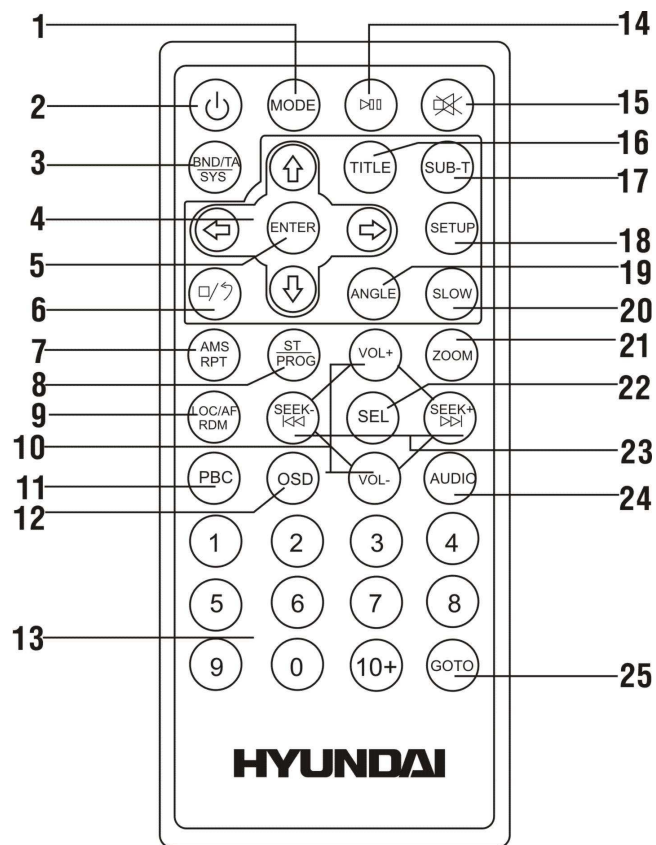 1
14
2
MODE
15
16
3
BND/TA
SYS
TITLE
SUB-T
17
4
ENTER
SETUP
18
5
19
6
ANGLE
SLOW
20
7
AMS
RPT
ST
PROG
VOL+
ZOOM
21
8
22
9
LOC/AF
RDM
SEEK-
SEL
SEEK+
10
23
11
PBC
OSD
VOL-
AUDIO
24
12
1 2 3 4
5 6 7 8
13
9 0 10+ GOTO
25
HYUNDAI